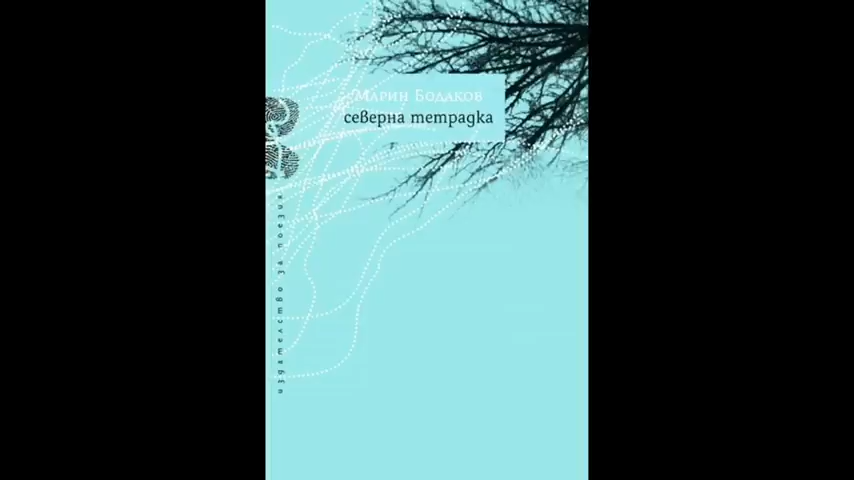 Марин Бодаков
северна тетрадка
издателство за поезия